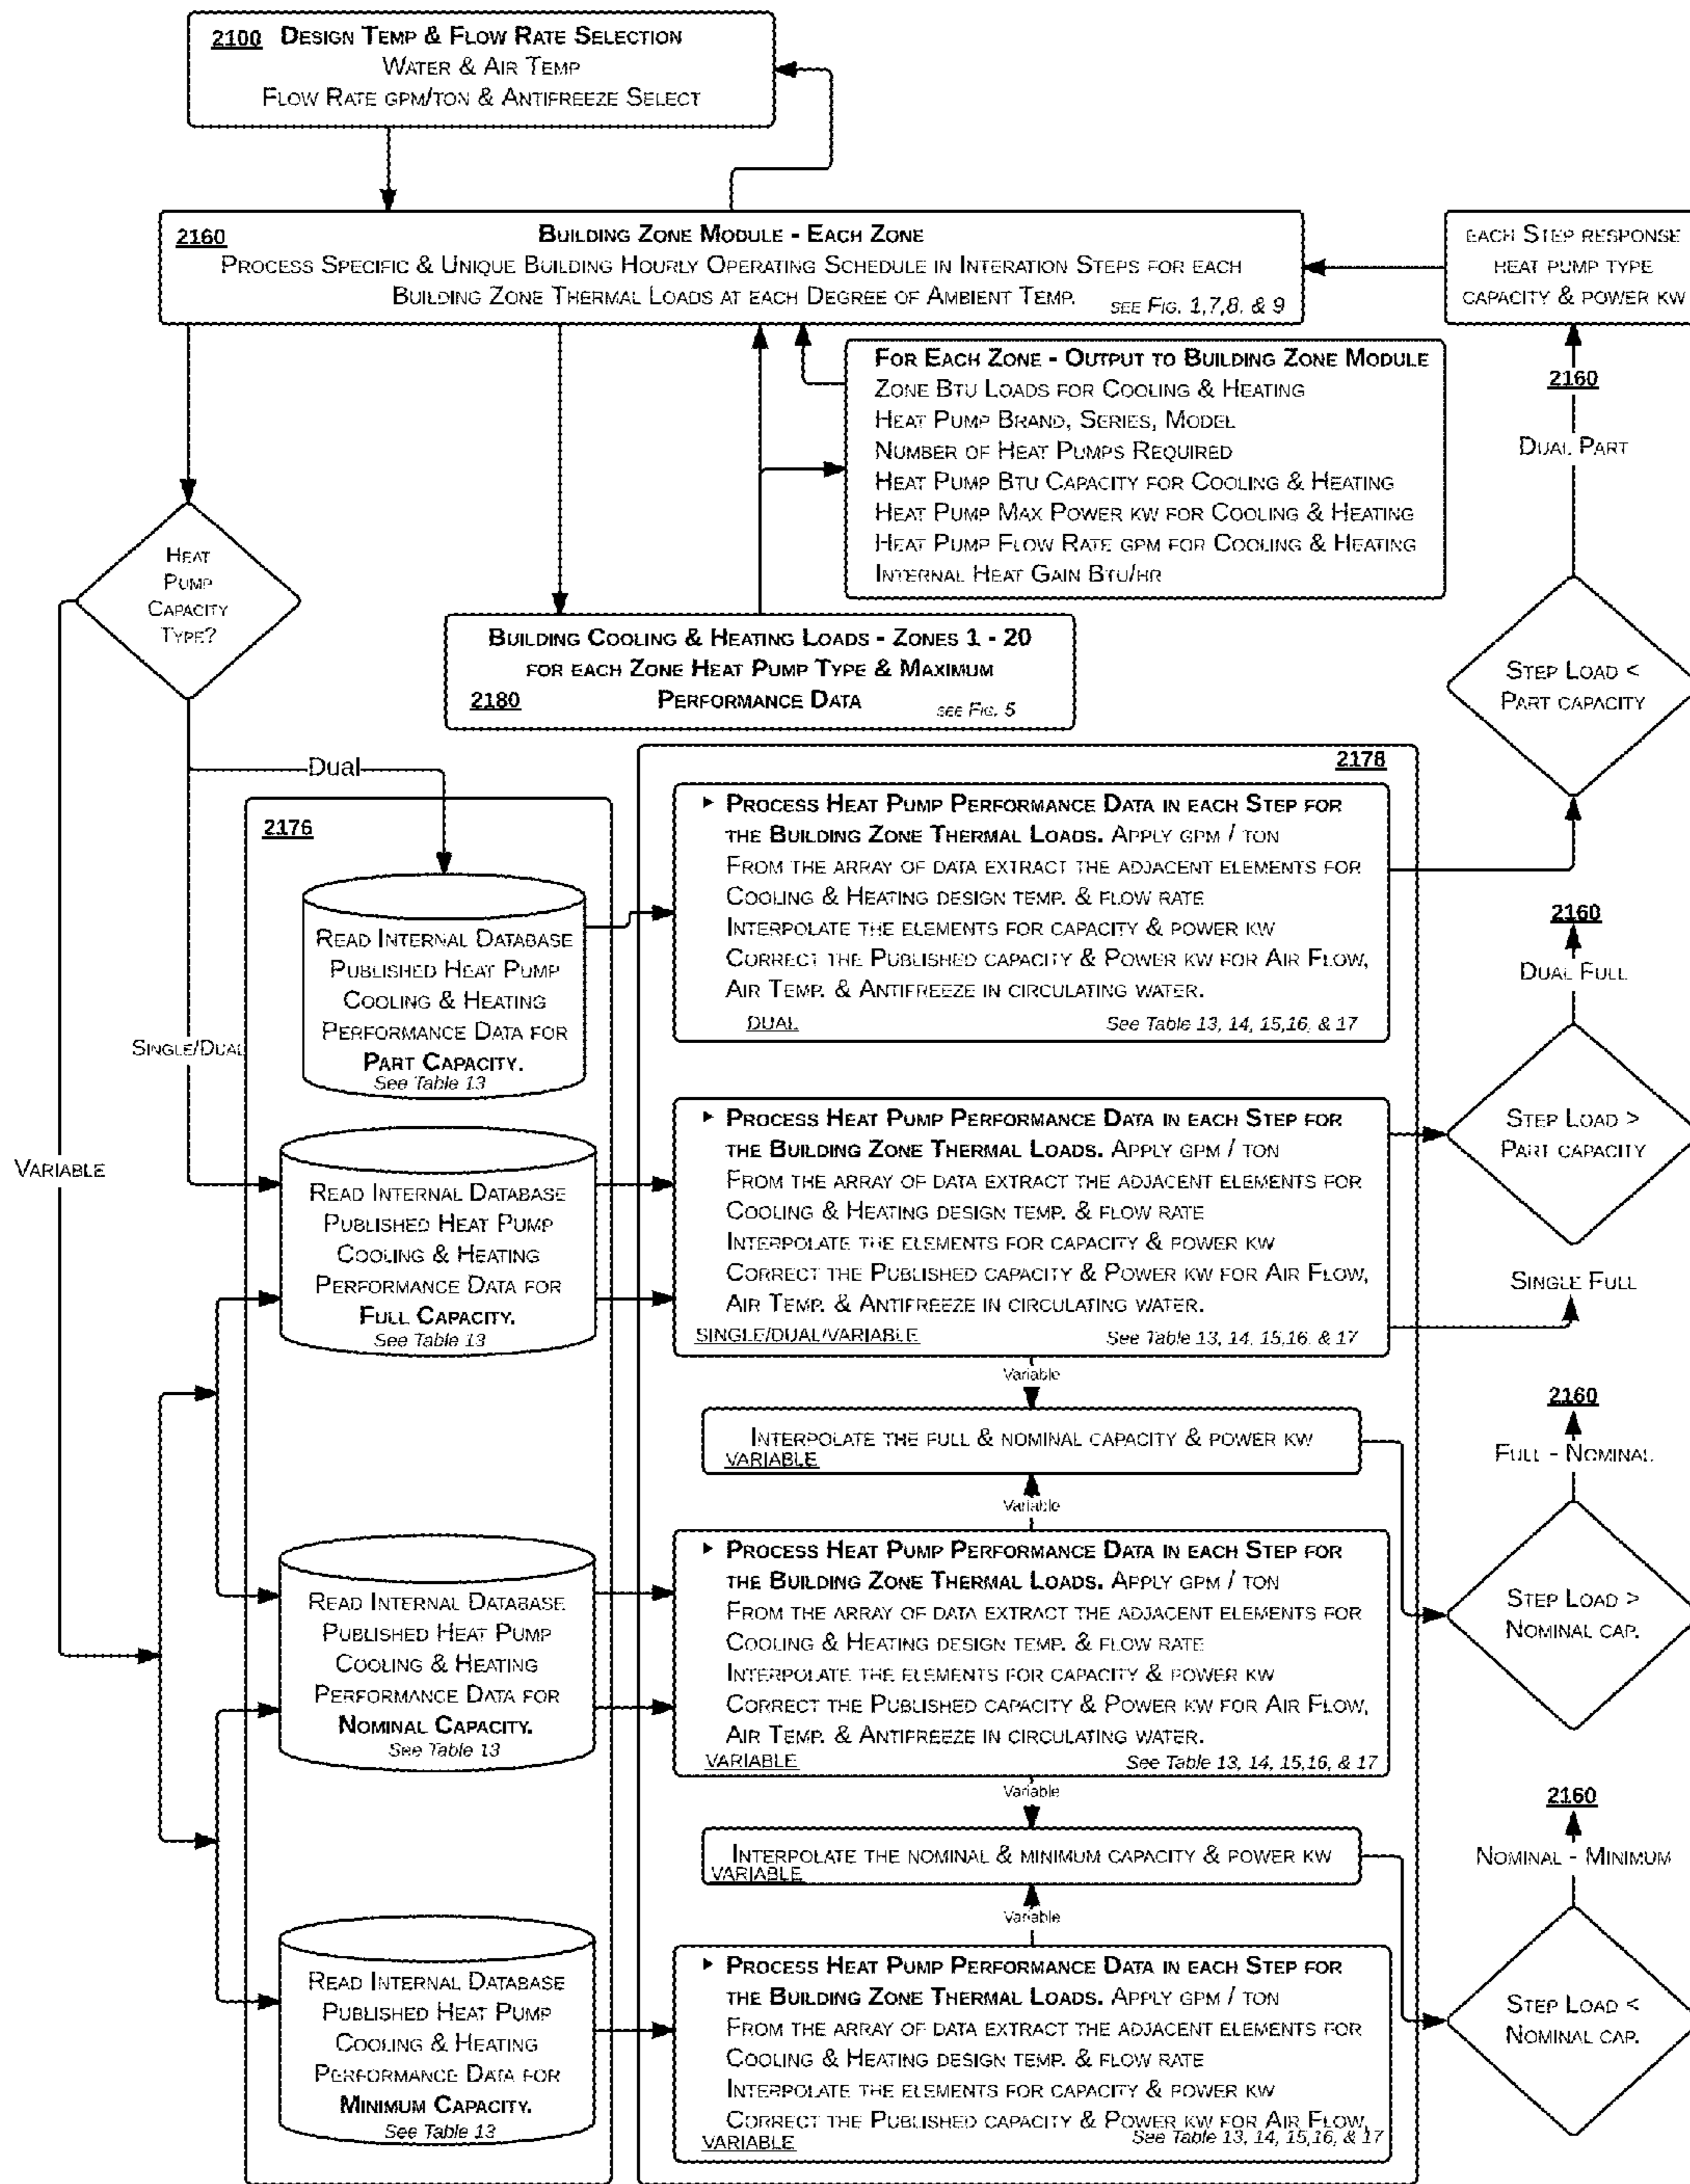 2100 Design Temp & Flow Rate Selection
Water & Air Temp
Flow Rate gpm/ton & Antifreeze Select
2160 Building Zone Module - Each Zone
Process Specific & Unique Building Hourly Operating Schedule in Interation Steps for each
Building Zone Thermal Loads at each Degree of Ambient Temp.
see Fig. 1,7,8. & 9
each Step response
heat pump type
capacity & power kw
For Each Zone - Output to Building Zone Module
Zone Btu Loads for Cooling & Heating
Heat Pump Brand, Series, Model
Number of Heat Pumps Required
Heat Pump Btu Capacity for Cooling & Heating
Heat Pump Max Power kw for Cooling & Heating
Heat Pump Flow Rate gpm for Cooling & Heating
Internal Heat Gain Btu/hr
2160
Dual Part
Heat
Pump
Capacity
Type?
Building Cooling & Heating Loads - Zones 1 - 20
for each Zone Heat Pump Type & Maximum
Performance Data
2180
see Fig. 5
Step Load <
Part capacity
Dual
2178
2176
▸ Process Heat Pump Performance Data in each Step for
the Building Zone Thermal Loads. Apply gpm / ton
From the array of data extract the adjacent elements for
Cooling & Heating design temp. & flow rate
Interpolate the elements for capacity & power kw
Correct the Published capacity & Power kw for Air Flow,
Air Temp. & Antifreeze in circulating water.
DUAL
See Table 13, 14, 15,16, & 17
Read Internal Database
Published Heat Pump
Cooling & Heating
Performance Data for
Part Capacity.
See Table 13
2160
Dual Full
Single/Dual
Step Load >
Part capacity
▸ Process Heat Pump Performance Data in each Step for
the Building Zone Thermal Loads. Apply gpm / ton
From the array of data extract the adjacent elements for
Cooling & Heating design temp. & flow rate
Interpolate the elements for capacity & power kw
Correct the Published capacity & Power kw for Air Flow,
Air Temp. & Antifreeze in circulating water.
SINGLE/DUAL/VARIABLE
See Table 13, 14, 15,16. & 17
Variable
Read Internal Database
Published Heat Pump
Cooling & Heating
Performance Data for
Full Capacity.
See Table 13
Single Full
Variable
Interpolate the full & nominal capacity & power kw
VARIABLE
Variable
2160
Full - Nominal
▸ Process Heat Pump Performance Data in each Step for
the Building Zone Thermal Loads. Apply gpm / ton
From the array of data extract the adjacent elements for
Cooling & Heating design temp. & flow rate
Interpolate the elements for capacity & power kw
Correct the Published capacity & Power kw for Air Flow,
Air Temp. & Antifreeze in circulating water.
VARIABLE
See Table 13, 14, 15,16, & 17
Read Internal Database
Published Heat Pump
Cooling & Heating
Performance Data for
Nominal Capacity.
See Table 13
Step Load >
Nominal cap.
Variable
Interpolate the nominal & minimum capacity & power kw
VARIABLE
Variable
2160
Nominal - Minimum
Read Internal Database
Published Heat Pump
Cooling & Heating
Performance Data for
Minimum Capacity.
See Table 13
▸ Process Heat Pump Performance Data in each Step for
the Building Zone Thermal Loads. Apply gpm / ton
From the array of data extract the adjacent elements for
Cooling & Heating design temp. & flow rate
Interpolate the elements for capacity & power kw
Correct the Published capacity & Power kw for Air Flow,
VARIABLE
See Table 13, 14, 15,16, & 17
Step Load <
Nominal cap.